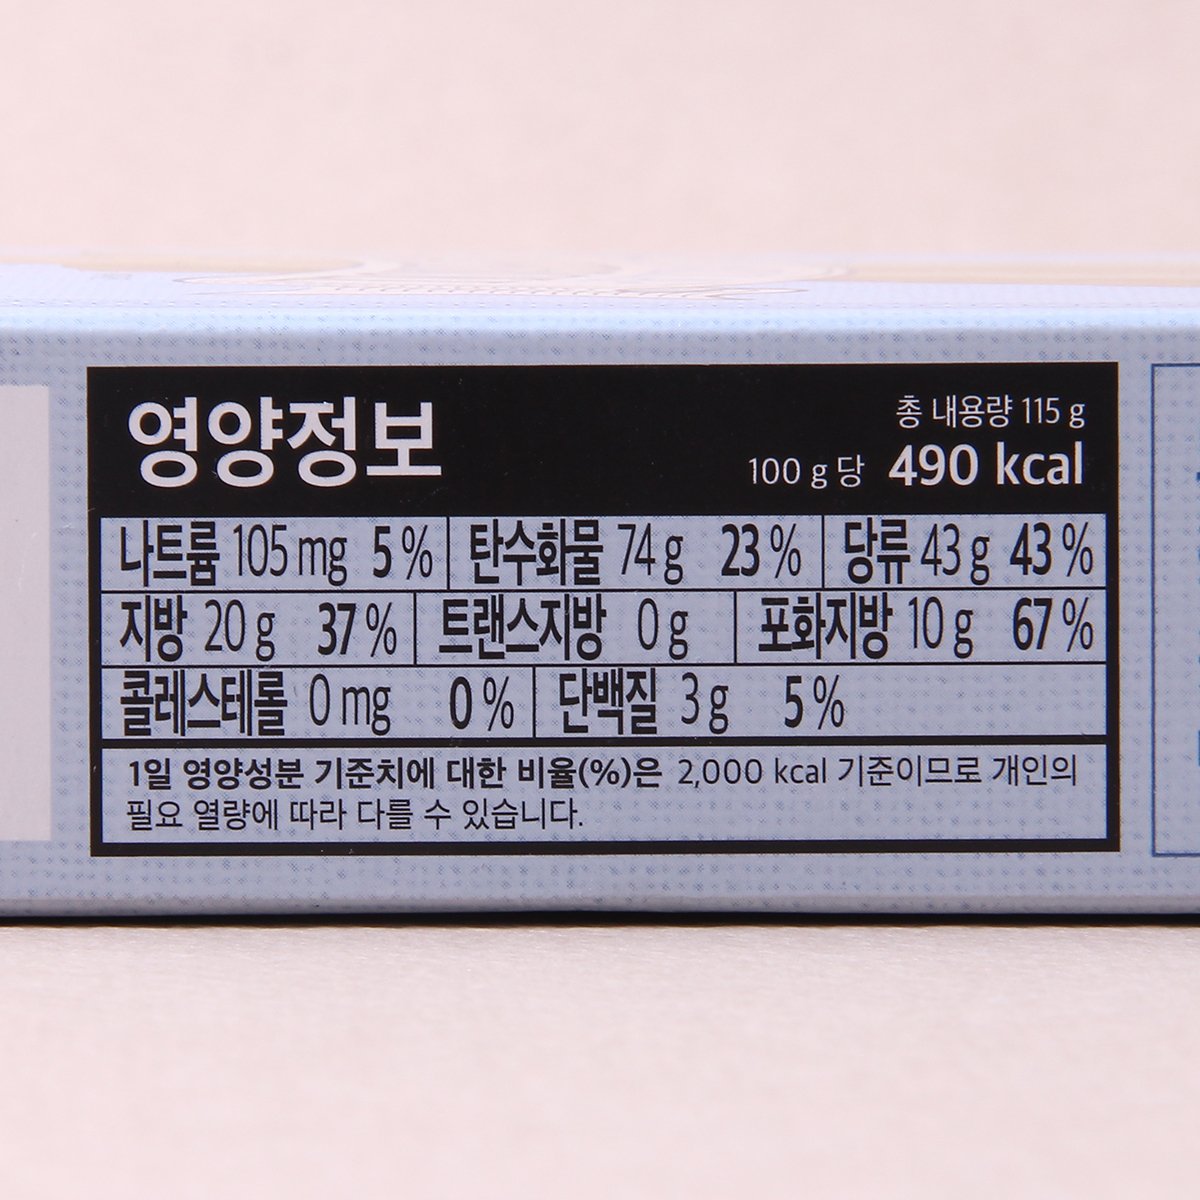 영양정보
총 내용량 115 g
100 g 당 490 kcal
나트륨 105 mg 5 % 탄수화물 74 g 23 % 당류 43 g 43 %
지방 20 g 37 % 트랜스지방 0 g 포화지방 10 g 67 %
콜레스테롤 0 mg 0 % 단백질 3 g 5 %
1일 영양성분 기준치에 대한 비율(%)은 2,000 kcal 기준이므로 개인의
필요 열량에 따라 다를 수 있습니다.